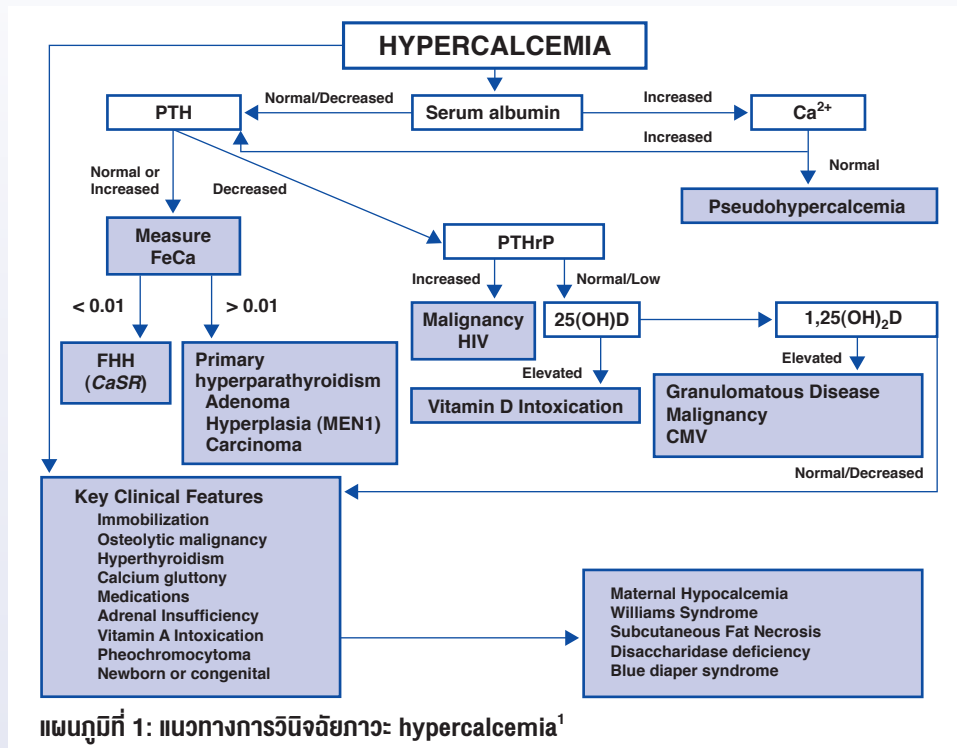 HYPERCALCEMIA
PTH
Normal/Decreased
Serum albumin
Increased
Ca2+
Increased
Normal or
Increased
Decreased
Normal
Pseudohypercalcemia
Measure
FeCa
PTHrP
Increased
Normal/Low
< 0.01
> 0.01
Malignancy
HIV
25(OH)D
1,25(OH)2D
FHH
(CaSR)
Primary
hyperparathyroidism
Adenoma
Hyperplasia (MEN1)
Carcinoma
Elevated
Vitamin D Intoxication
Elevated
Granulomatous Disease
Malignancy
CMV
Normal/Decreased
Key Clinical Features
Immobilization
Osteolytic malignancy
Hyperthyroidism
Calcium gluttony
Medications
Adrenal Insufficiency
Vitamin A Intoxication
Pheochromocytoma
Newborn or congenital
Maternal Hypocalcemia
Williams Syndrome
Subcutaneous Fat Necrosis
Disaccharidase deficiency
Blue diaper syndrome
แผนภูมิที่ 1: แนวทางการวินิจฉัยภาวะ hypercalcemia1